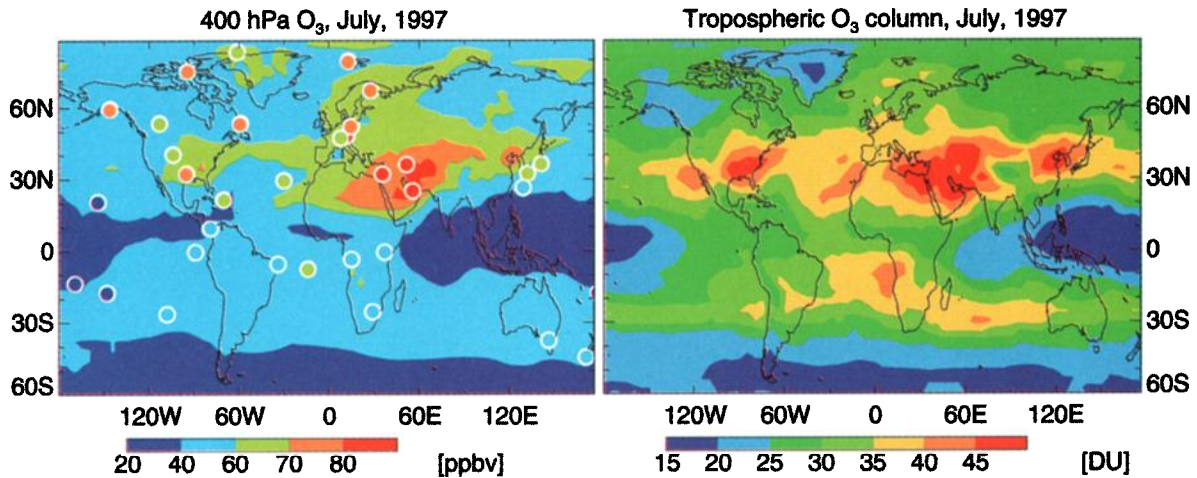 400 hPa O₃, July, 1997
Tropospheric O₃ column, July, 1997
60N
30N
0
30S
60S
60N
30N
0
30S
60S
120W 60W 0 60E 120E
120W 60W 0 60E 120E
20 40 60 70 80 [ppbv]
15 20 25 30 35 40 45 [DU]